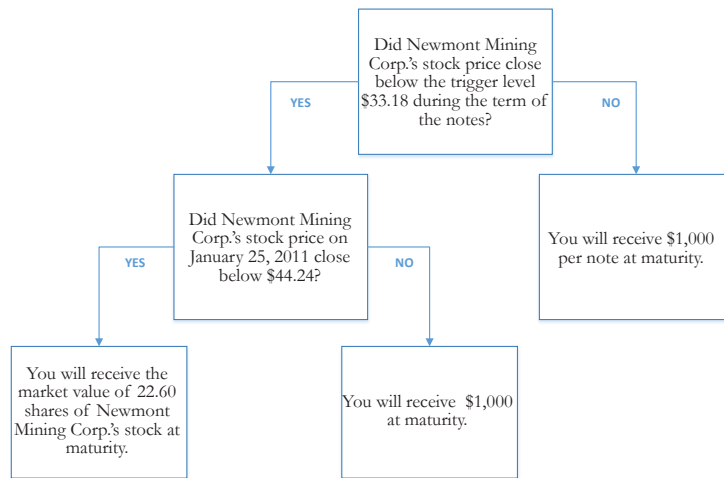 Did Newmont Mining
Corp.'s stock price close
below the trigger level
$33.18 during the term of
the notes?
YES
NO
Did Newmont Mining
Corp.'s stock price on
January 25, 2011 close
below $44.24?
You will receive $1,000
per note at maturity.
YES
NO
You will receive the
market value of 22.60
shares of Newmont
Mining Corp.'s stock at
maturity.
You will receive $1,000
at maturity.